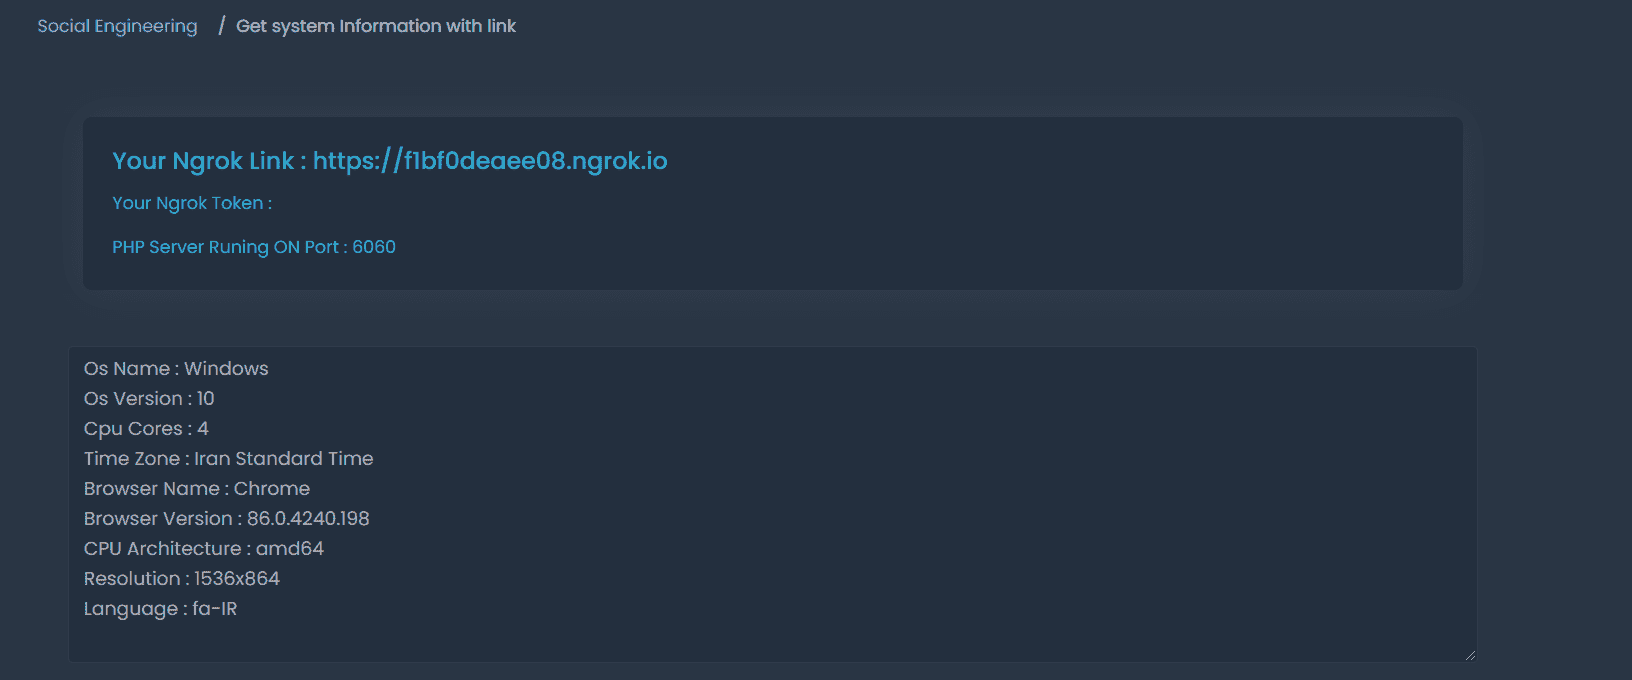 Social Engineering / Get system Information with link
Your Ngrok Link : https://f1bf0deaee08.ngrok.io
Your Ngrok Token :
PHP Server Runing ON Port : 6060
Os Name : Windows
Os Version : 10
Cpu Cores : 4
Time Zone : Iran Standard Time
Browser Name : Chrome
Browser Version : 86.0.4240.198
CPU Architecture : amd64
Resolution : 1536x864
Language : fa-IR